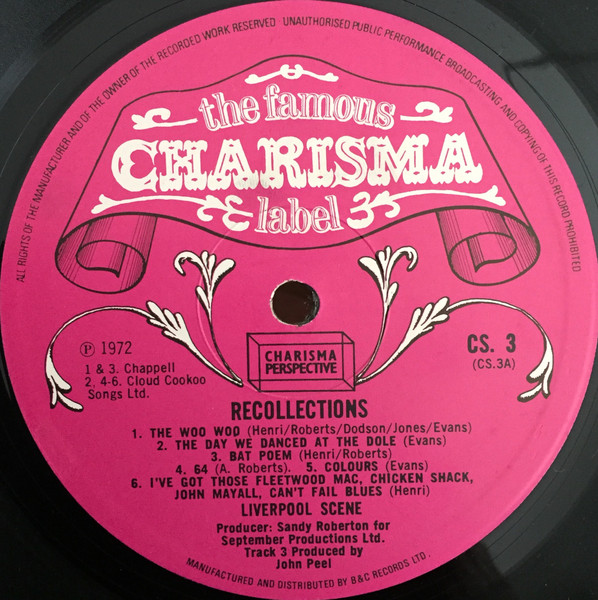 ALL RIGHTS OF THE MANUFACTURER AND OF THE OWNER OF THE RECORDED WORK RESERVED · UNAUTHORISED PUBLIC PERFORMANCE BROADCASTING AND COPYING OF THIS RECORD PROHIBITED
the famous
CHARISMA
label
℗ 1972
1 & 3. Chappell
2, 4-6. Cloud Cookoo
Songs Ltd.
CHARISMA
PERSPECTIVE
CS. 3
(CS.3A)
RECOLLECTIONS
1. THE WOO WOO (Henri/Roberts/Dodson/Jones/Evans)
2. THE DAY WE DANCED AT THE DOLE (Evans)
3. BAT POEM (Henri/Roberts)
4. 64 (A. Roberts). 5. COLOURS (Evans)
6. I'VE GOT THOSE FLEETWOOD MAC, CHICKEN SHACK,
JOHN MAYALL, CAN'T FAIL BLUES (Henri)
LIVERPOOL SCENE
Producer: Sandy Roberton for
September Productions Ltd.
Track 3 Produced by
John Peel
MANUFACTURED AND DISTRIBUTED BY B&C RECORDS LTD.